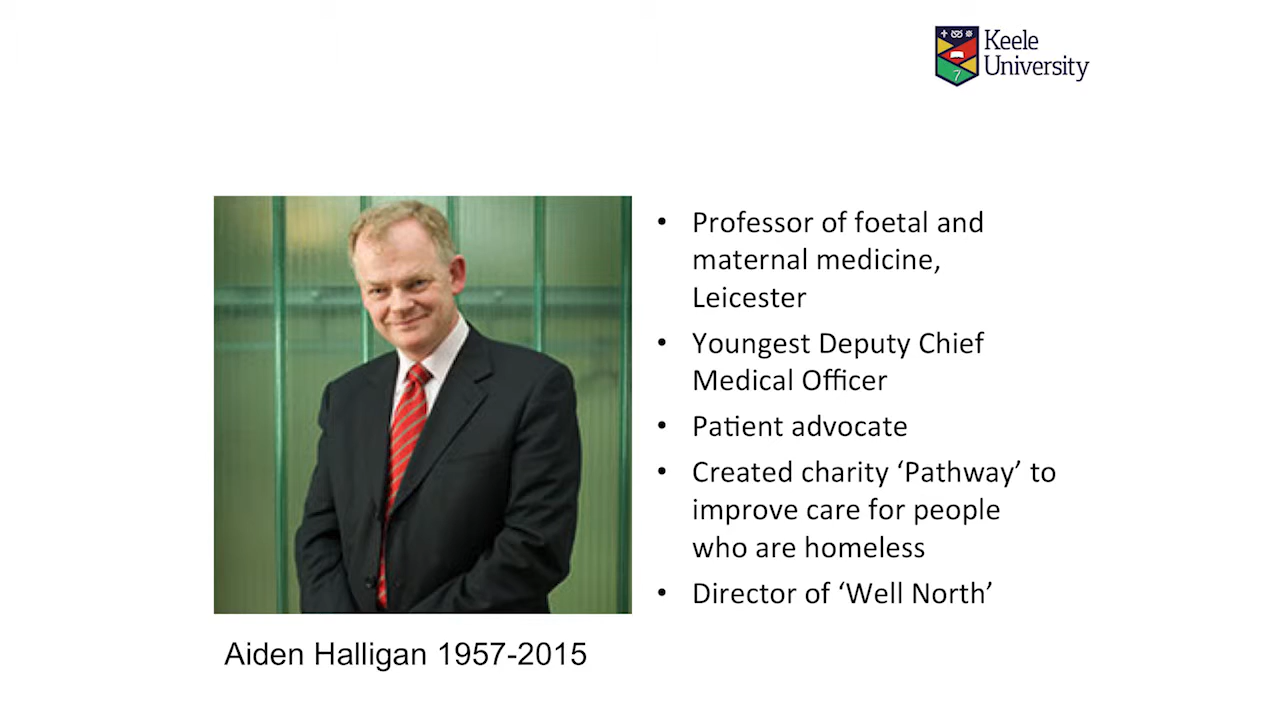 Keele
University
• Professor of foetal and
maternal medicine,
Leicester
• Youngest Deputy Chief
Medical Officer
• Patient advocate
• Created charity ‘Pathway’ to
improve care for people
who are homeless
• Director of ‘Well North’
Aiden Halligan 1957-2015